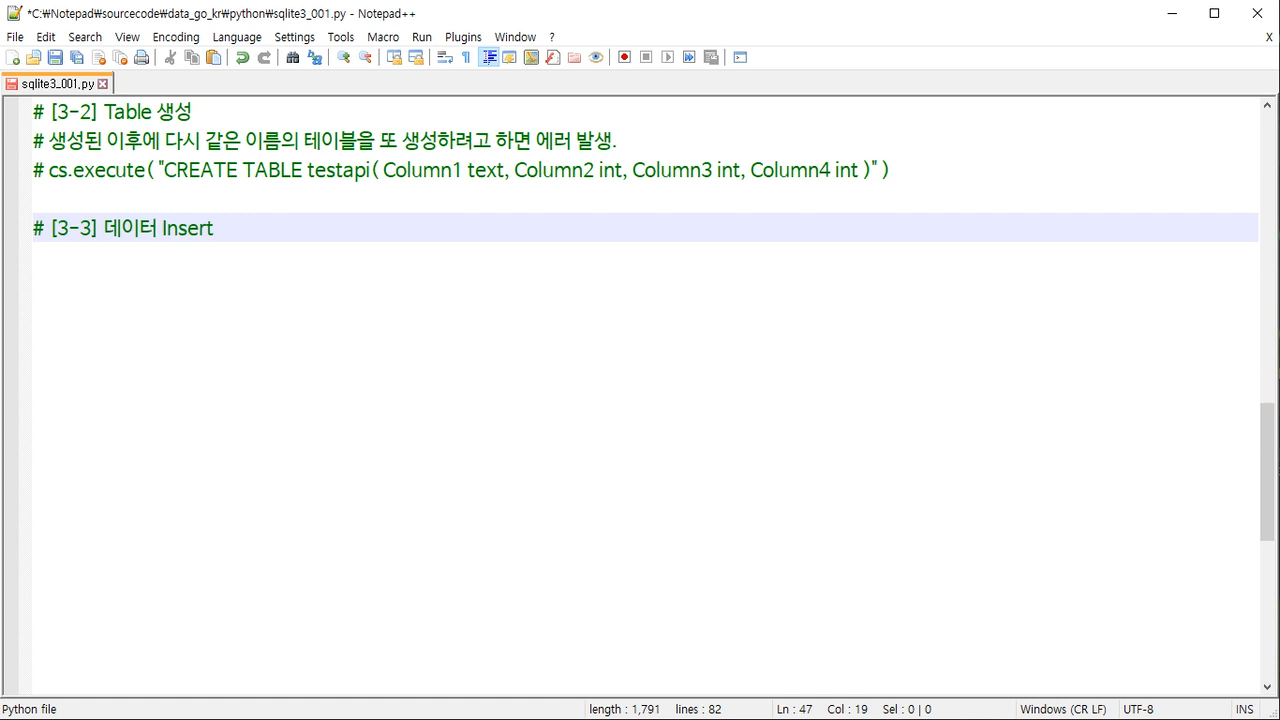 *C:₩Notepad₩sourcecode₩data_go_kr₩python₩sqlite3_001.py - Notepad++
File Edit Search View Encoding Language Settings Tools Macro Run Plugins Window ? X
sqlite3_001.py
# [3-2] Table 생성
# 생성된 이후에 다시 같은 이름의 테이블을 또 생성하려고 하면 에러 발생.
# cs.execute( "CREATE TABLE testapi( Column1 text, Column2 int, Column3 int, Column4 int )" )
# [3-3] 데이터 Insert
Python file length : 1,791 lines : 82 Ln : 47 Col : 19 Sel : 0 | 0 Windows (CR LF) UTF-8 INS